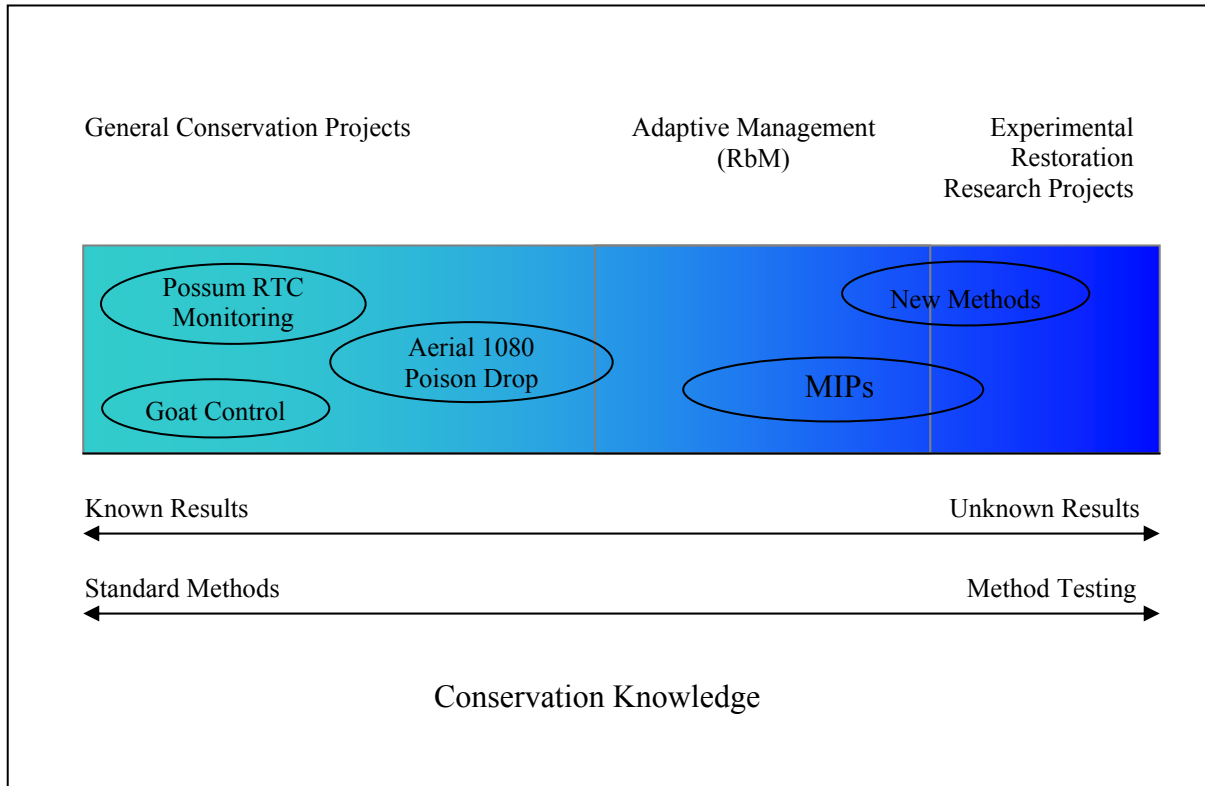 General Conservation Projects
Adaptive Management
(RbM)
Experimental
Restoration
Research Projects
Possum RTC
Monitoring
Goat Control
Aerial 1080
Poison Drop
MIPs
New Methods
Known Results
Unknown Results
Standard Methods
Method Testing
Conservation Knowledge